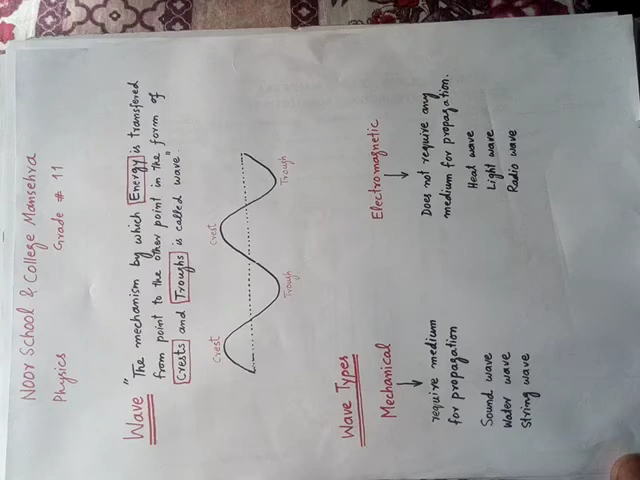 NOOR SCHOOL & COLLEGE Mansehra
Physics Grade # 11
Wave "The mechanism by which Energy is transfered
from point to the other point in the form of
Crests and Troughs is called wave"
Crest Crest
Trough Trough
Wave Types
Mechanical Electromagnetic
require medium
for propagation
Sound wave
Water wave
String wave
Does not require any
medium for propagation.
Heat wave
Light wave
Radio wave